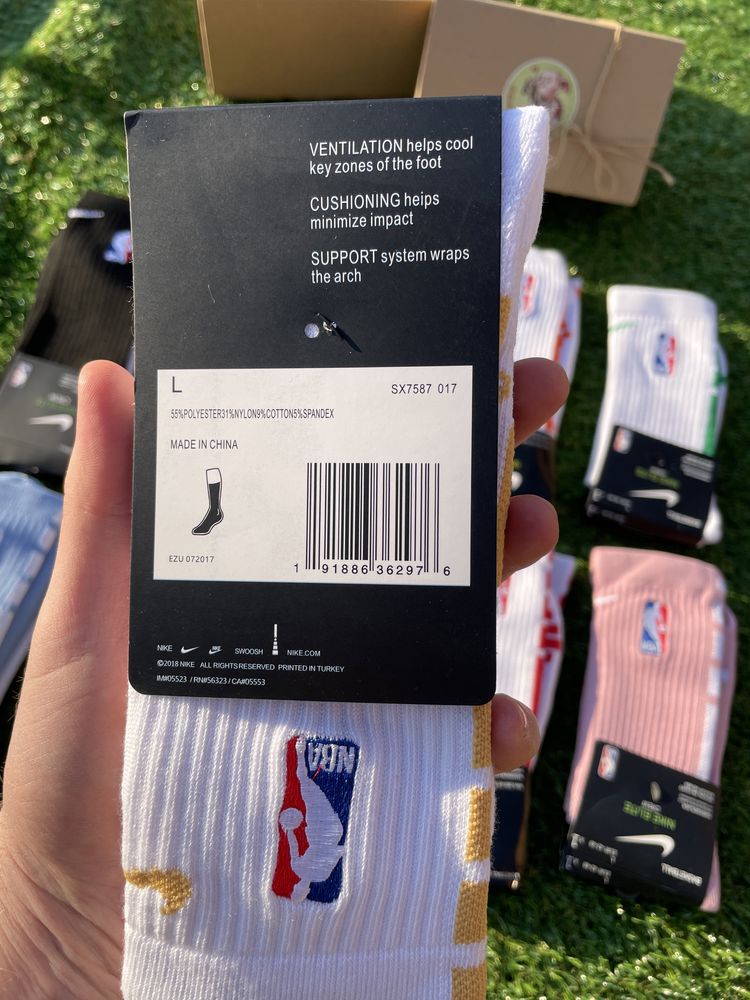 VENTILATION helps cool
key zones of the foot
CUSHIONING helps
minimize impact
SUPPORT system wraps
the arch
L
SX7587 017
55%POLYESTER31%NYLON9%COTTON5%SPANDEX
MADE IN CHINA
EZU 072017
1 91886 36297 6
NIKE SWOOSH NIKE.COM
©2018 NIKE ALL RIGHTS RESERVED PRINTED IN TURKEY
IM#05523 / RN#56323 / CA#05553
NBA
NIKE ELITE
BASKETBALL